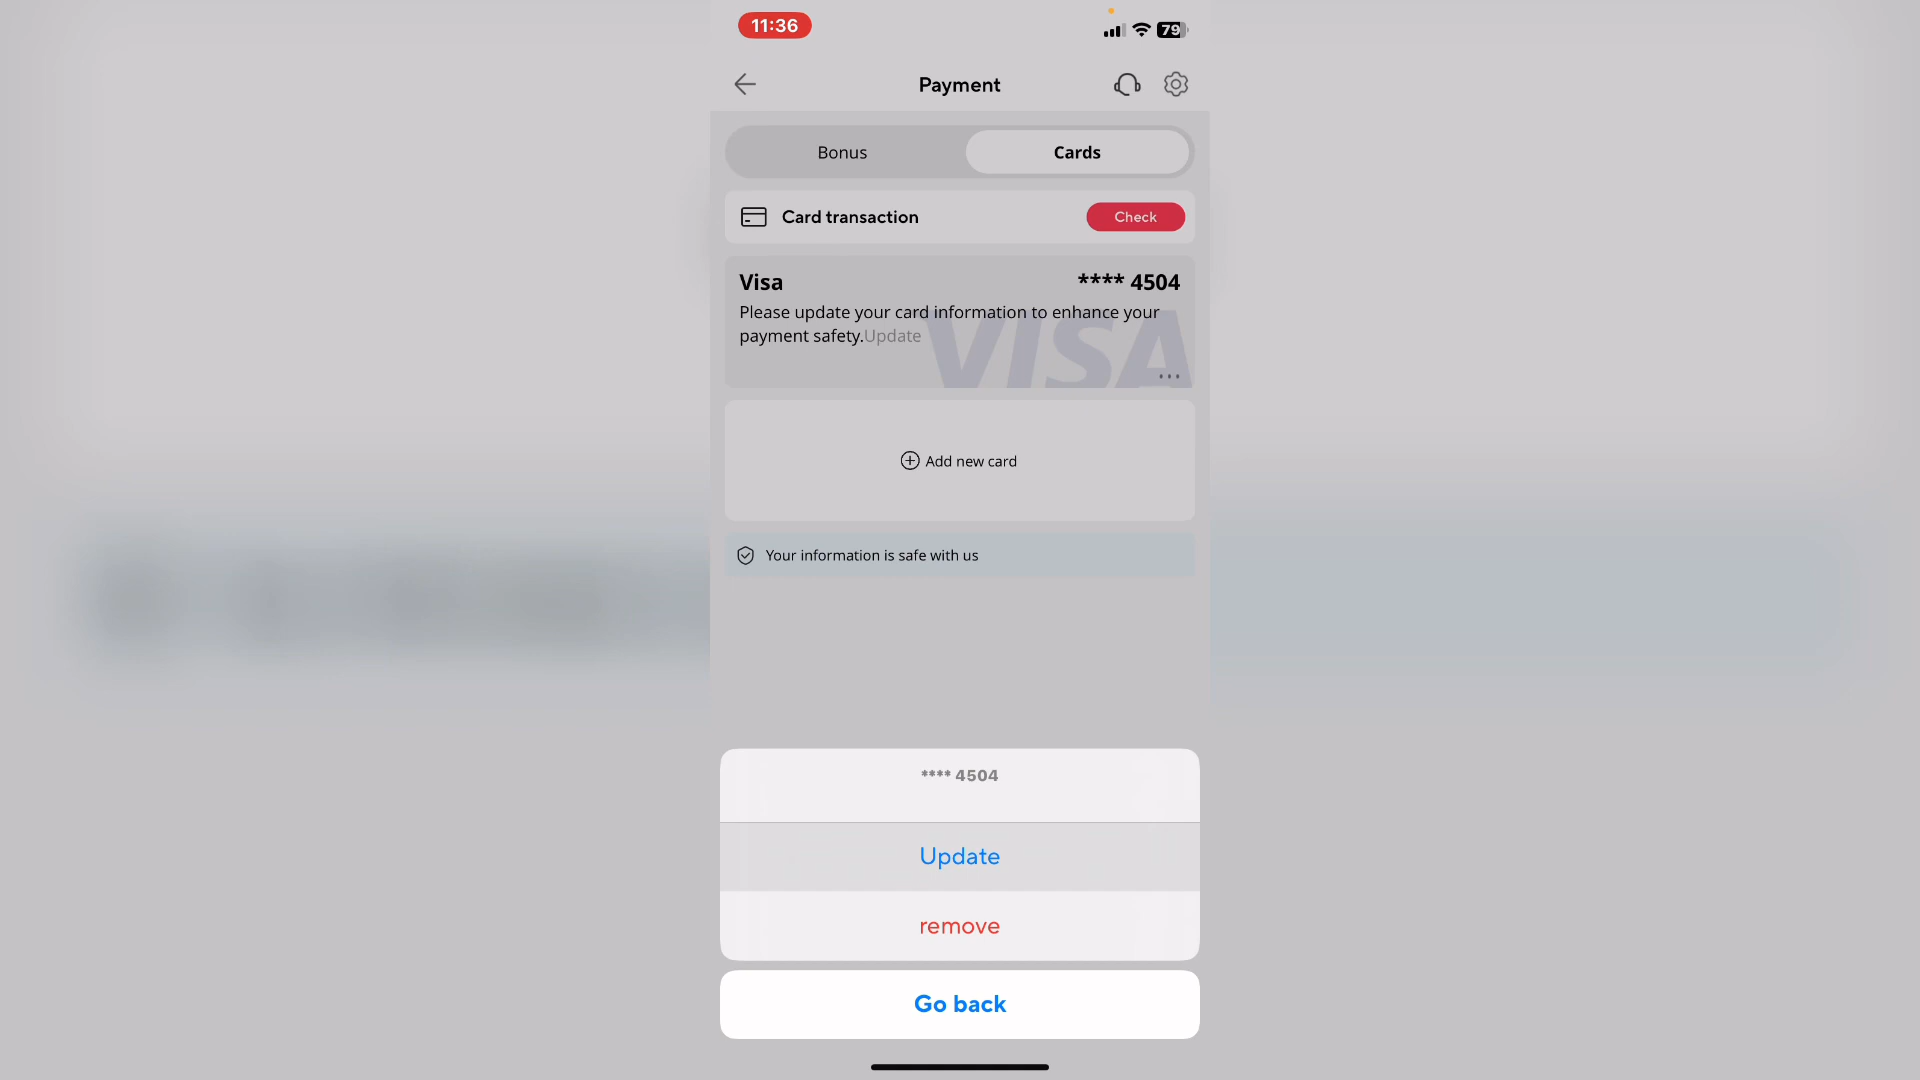 11:36
79
Payment
Bonus
Cards
Card transaction
Check
Visa
**** 4504
Please update your card information to enhance your
payment safety.Update
VISA
Add new card
Your information is safe with us
**** 4504
Update
remove
Go back